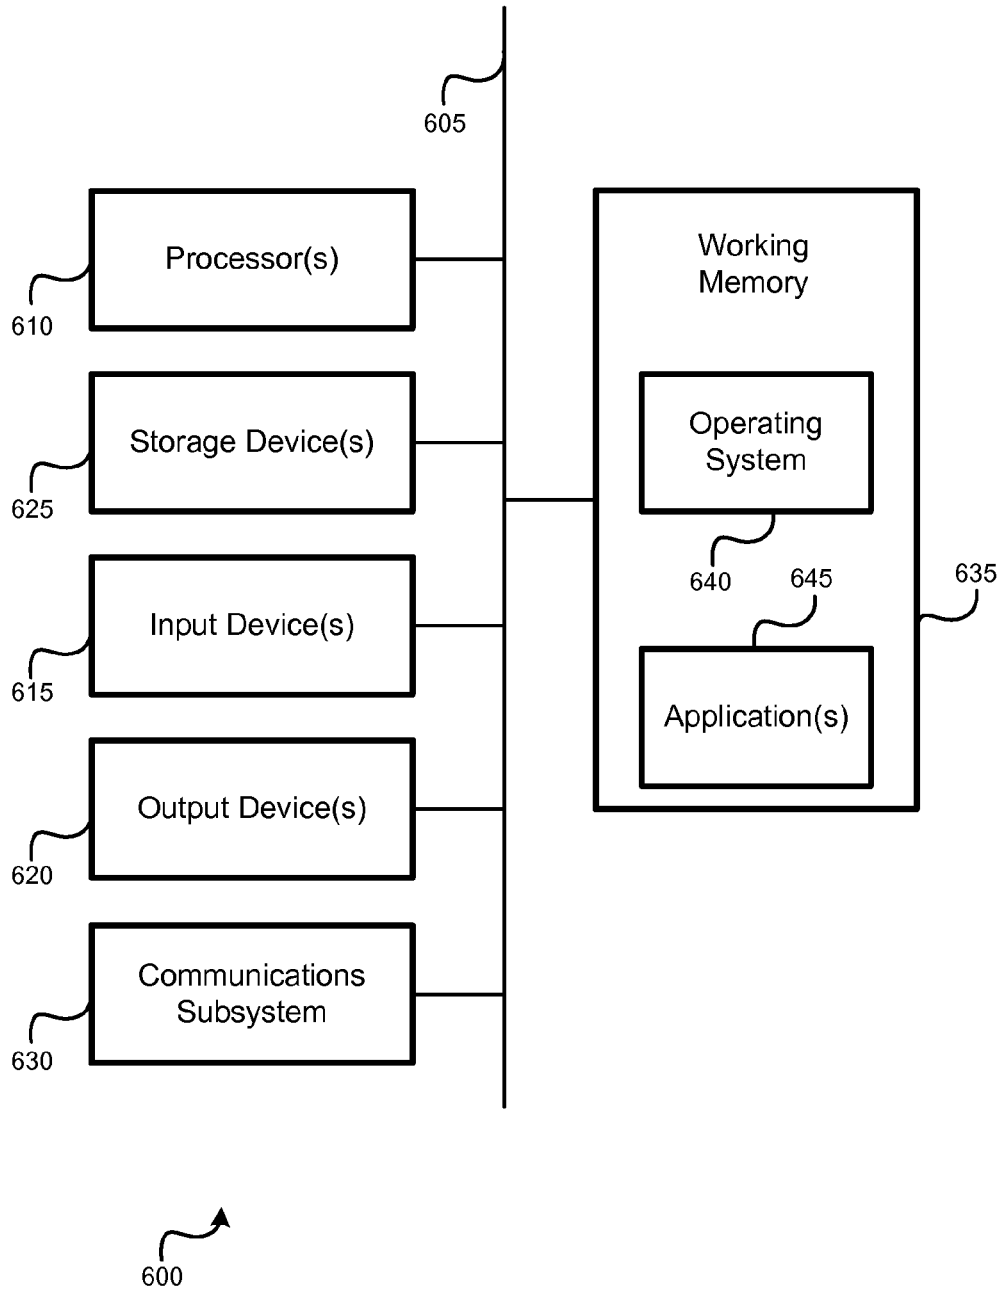 605
Processor(s)
610
Storage Device(s)
625
Input Device(s)
615
Output Device(s)
620
Communications
Subsystem
630
Working
Memory
Operating
System
640
645
Application(s)
635
600